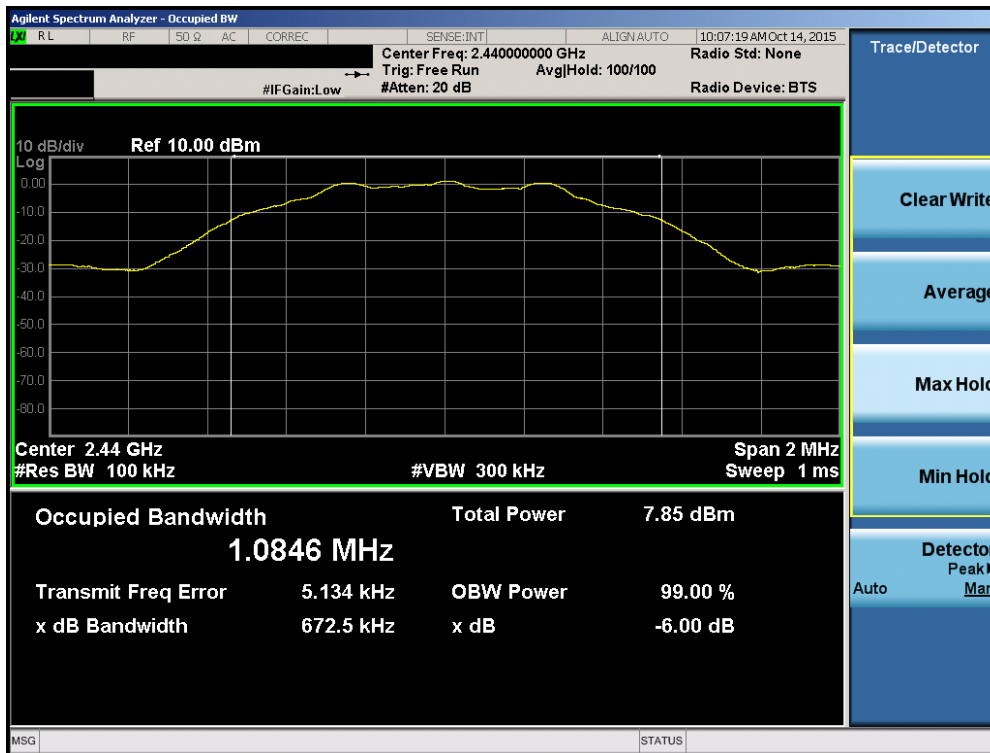 Agilent Spectrum Analyzer - Occupied BW
LXI RL RF 50 Ω AC CORREC SENSE:INT ALIGN AUTO 10:07:19 AM Oct 14, 2015
Center Freq: 2.440000000 GHz Radio Std: None
Trig: Free Run Avg|Hold: 100/100
#IFGain:Low #Atten: 20 dB Radio Device: BTS
10 dB/div Ref 10.00 dBm
Log
0.00
-10.0
-20.0
-30.0
-40.0
-50.0
-60.0
-70.0
-80.0
Center 2.44 GHz Span 2 MHz
#Res BW 100 kHz #VBW 300 kHz Sweep 1 ms
Occupied Bandwidth Total Power 7.85 dBm
1.0846 MHz
Transmit Freq Error 5.134 kHz OBW Power 99.00 %
x dB Bandwidth 672.5 kHz x dB -6.00 dB
MSG STATUS
Trace/Detector
Clear Write
Average
Max Hold
Min Hold
Detector
Peak
Auto Man